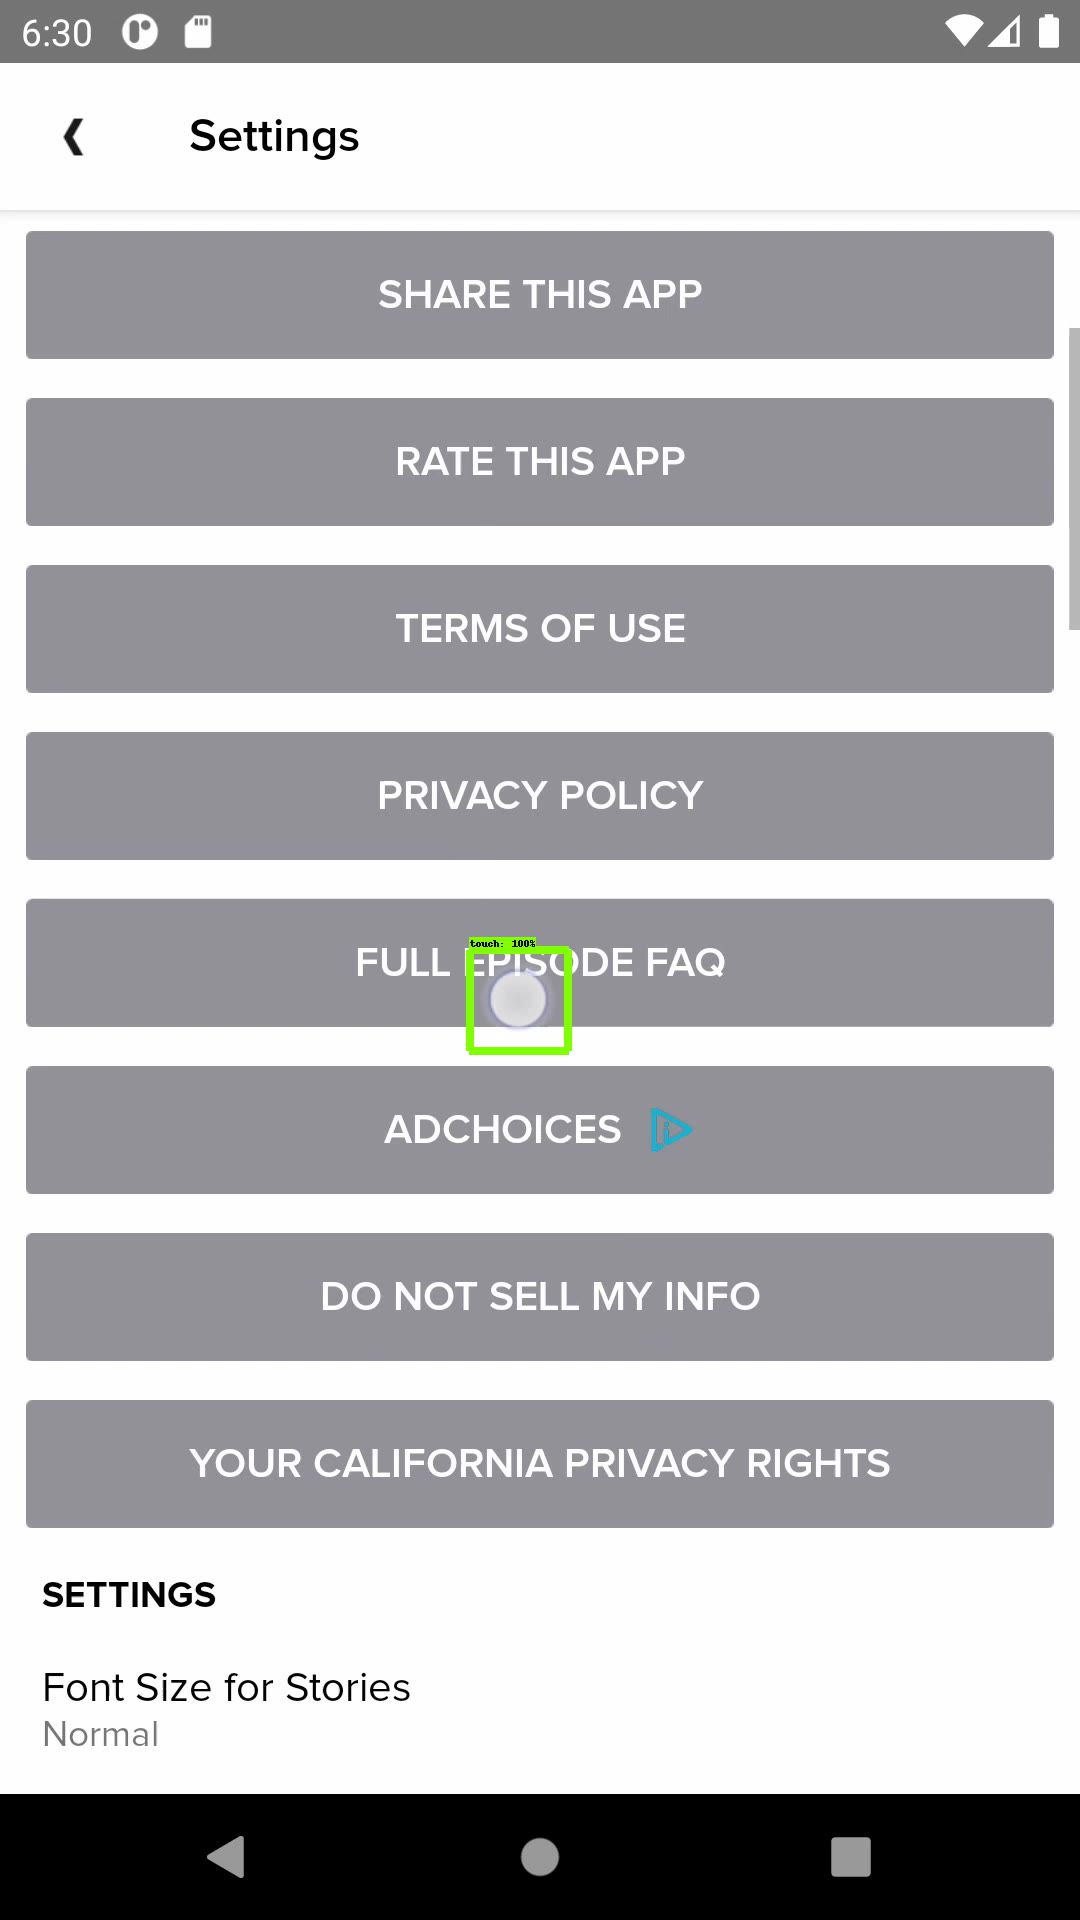 6:30
Settings
SHARE THIS APP
RATE THIS APP
TERMS OF USE
PRIVACY POLICY
touch: 100%
FULL EPISODE FAQ
ADCHOICES
DO NOT SELL MY INFO
YOUR CALIFORNIA PRIVACY RIGHTS
SETTINGS
Font Size for Stories
Normal